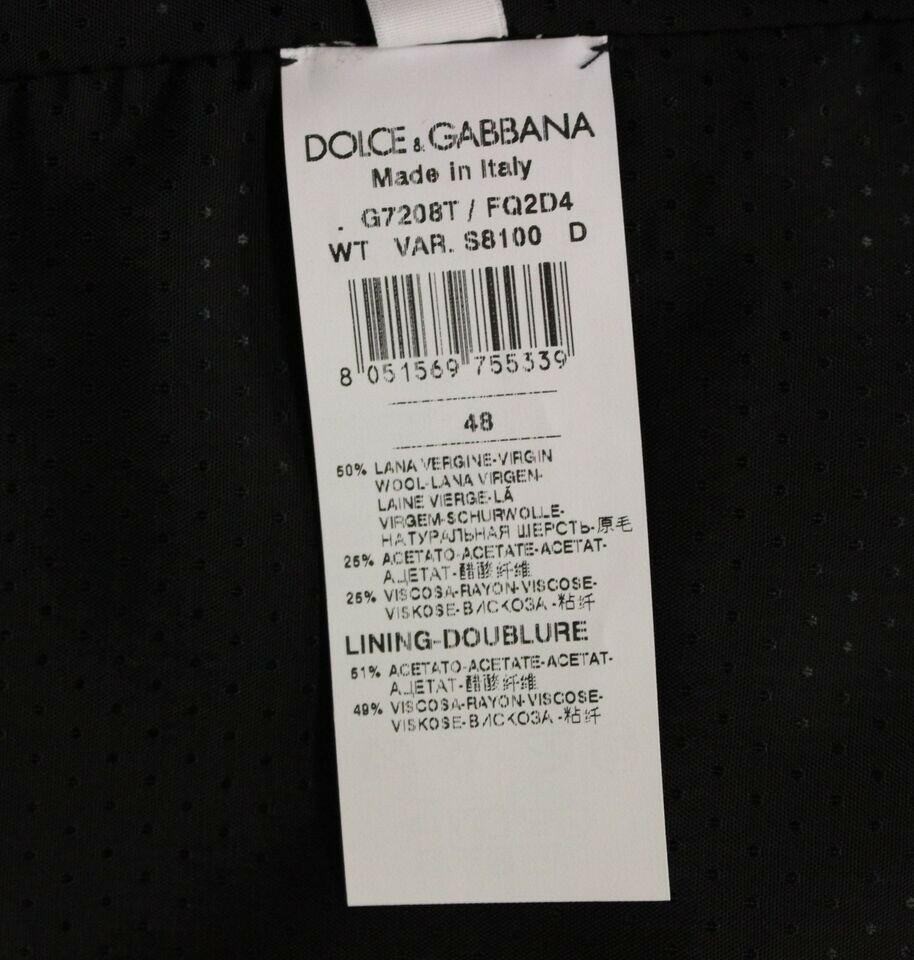 DOLCE & GABBANA
Made in Italy
. G7208T / FQ2D4
WT VAR. S8100 D
8 051569 755339
48
50% LANA VERGINE-VIRGIN
WOOL-LANA VIRGEN-
LAINE VIERGE-LÁ
VIRGEM-SCHURWOLLE-
НАТУРАЛЬНАЯ ШЕРСТЬ-原毛
25% ACETATO-ACETATE-ACETAT-
АЦЕТАТ-醋酸纤维
25% VISCOSA-RAYON-VISCOSE-
VISKOSE-ВИСКОЗА -粘纤
LINING-DOUBLURE
51% ACETATO-ACETATE-ACETAT-
АЦЕТАТ-醋酸纤维
49% VISCOSA-RAYON-VISCOSE-
VISKOSE-ВИСКОЗА -粘纤